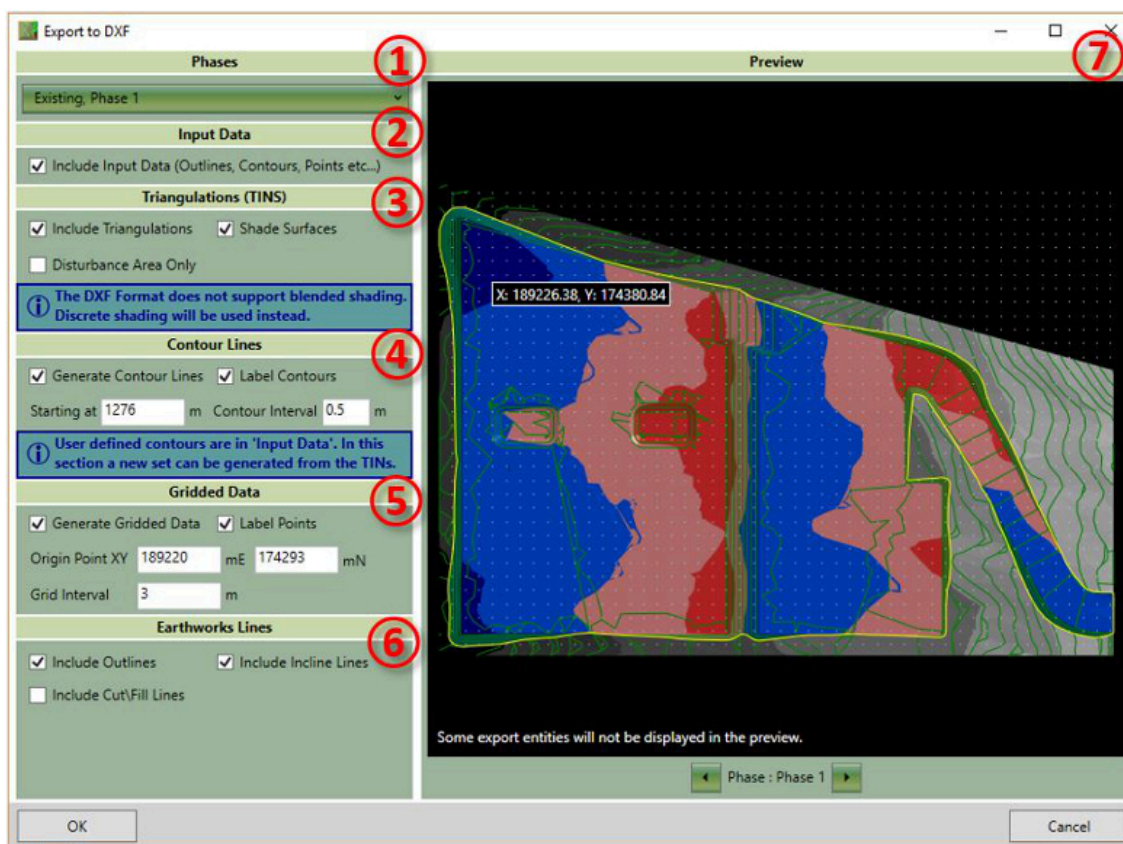 Export to DXF
Phases
1
Existing, Phase 1
2
Input Data
Include Input Data (Outlines, Contours, Points etc...)
Triangulations (TINS)
3
Include Triangulations Shade Surfaces
Disturbance Area Only
The DXF Format does not support blended shading.
Discrete shading will be used instead.
Contour Lines
4
Generate Contour Lines Label Contours
Starting at 1276 m Contour Interval 0.5 m
User defined contours are in 'Input Data'. In this
section a new set can be generated from the TINs.
Gridded Data
5
Generate Gridded Data Label Points
Origin Point XY 189220 mE 174293 mN
Grid Interval 3 m
Earthworks Lines
6
Include Outlines Include Incline Lines
Include Cut\Fill Lines
Preview
7
X: 189226.38, Y: 174380.84
Some export entities will not be displayed in the preview.
Phase : Phase 1
OK
Cancel